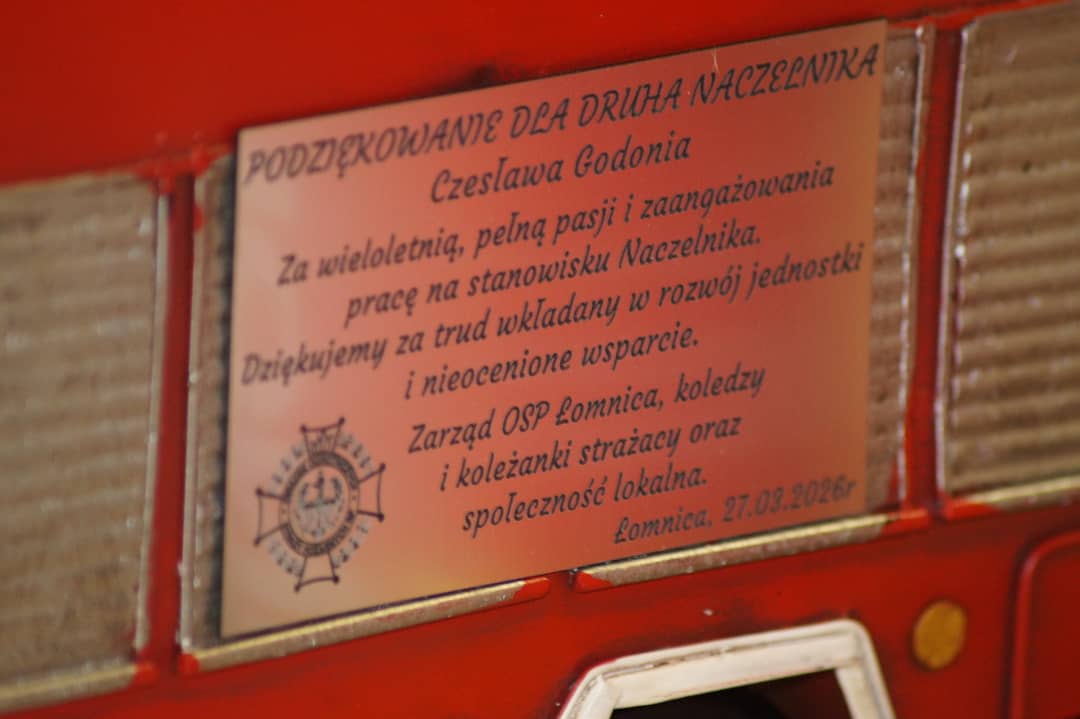 PODZIĘKOWANIE DLA DRUHA NACZELNIKA
Czesława Godonia
Za wieloletnią, pełną pasji i zaangażowania
pracę na stanowisku Naczelnika.
Dziękujemy za trud wkładany w rozwój jednostki
i nieocenione wsparcie.
Zarząd OSP Łomnica, koledzy
i koleżanki strażacy oraz
społeczność lokalna.
Łomnica, 27.03.2026r